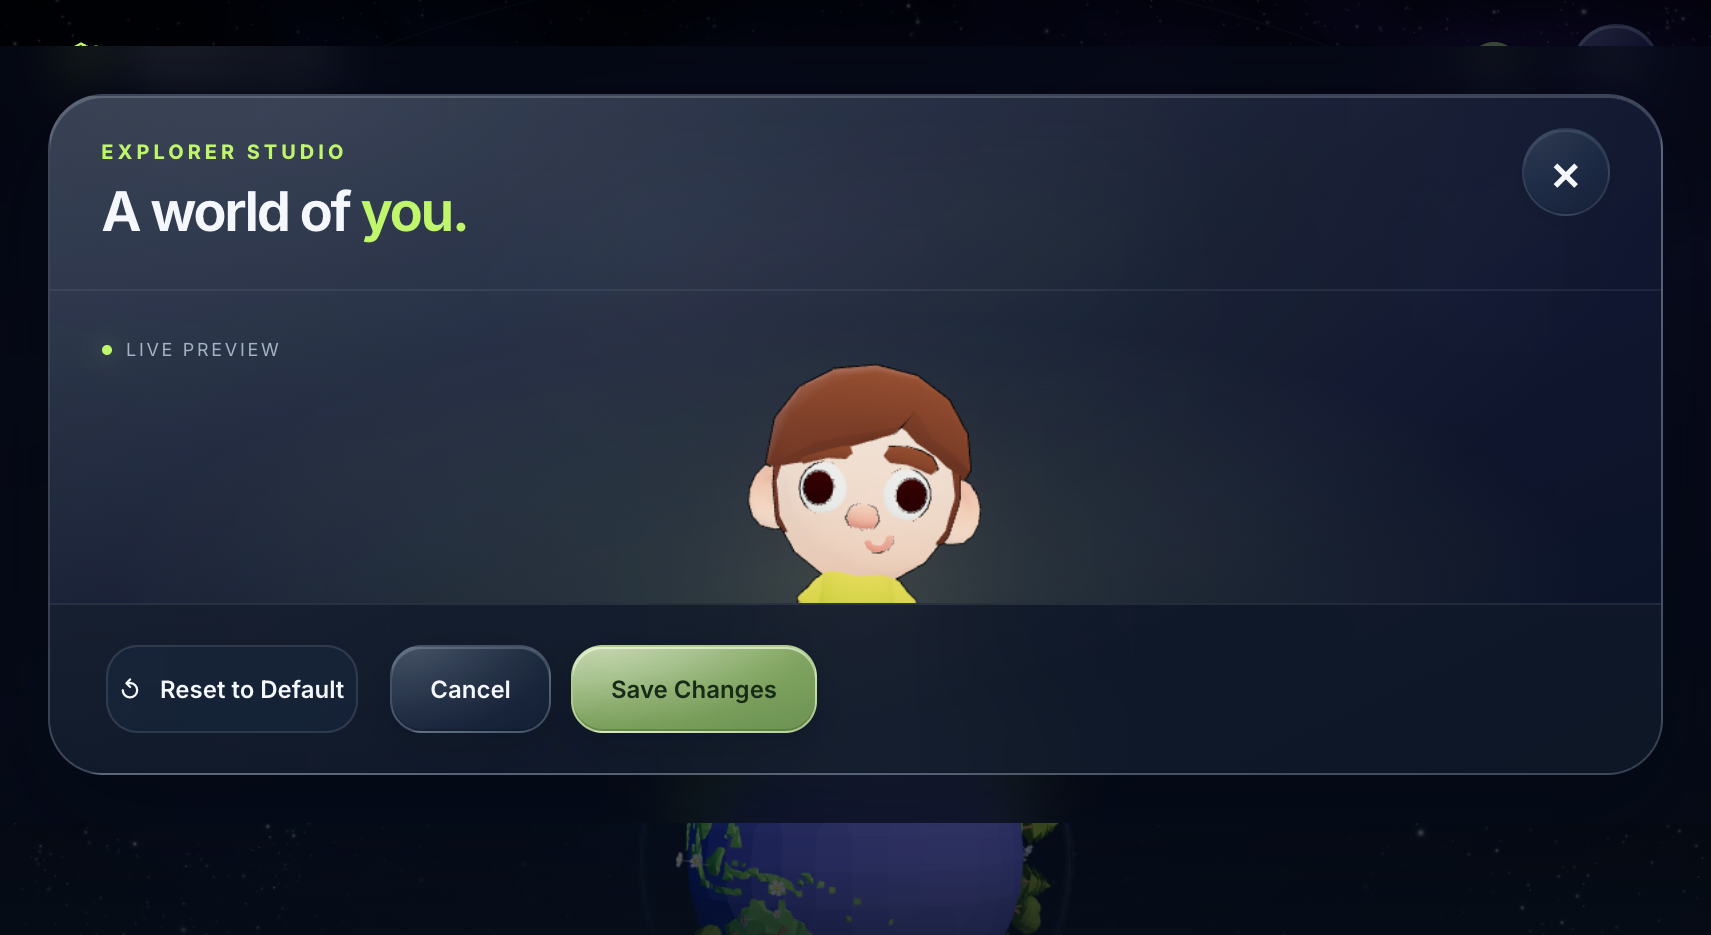 EXPLORER STUDIO
A world of you.
LIVE PREVIEW
Reset to Default
Cancel
Save Changes